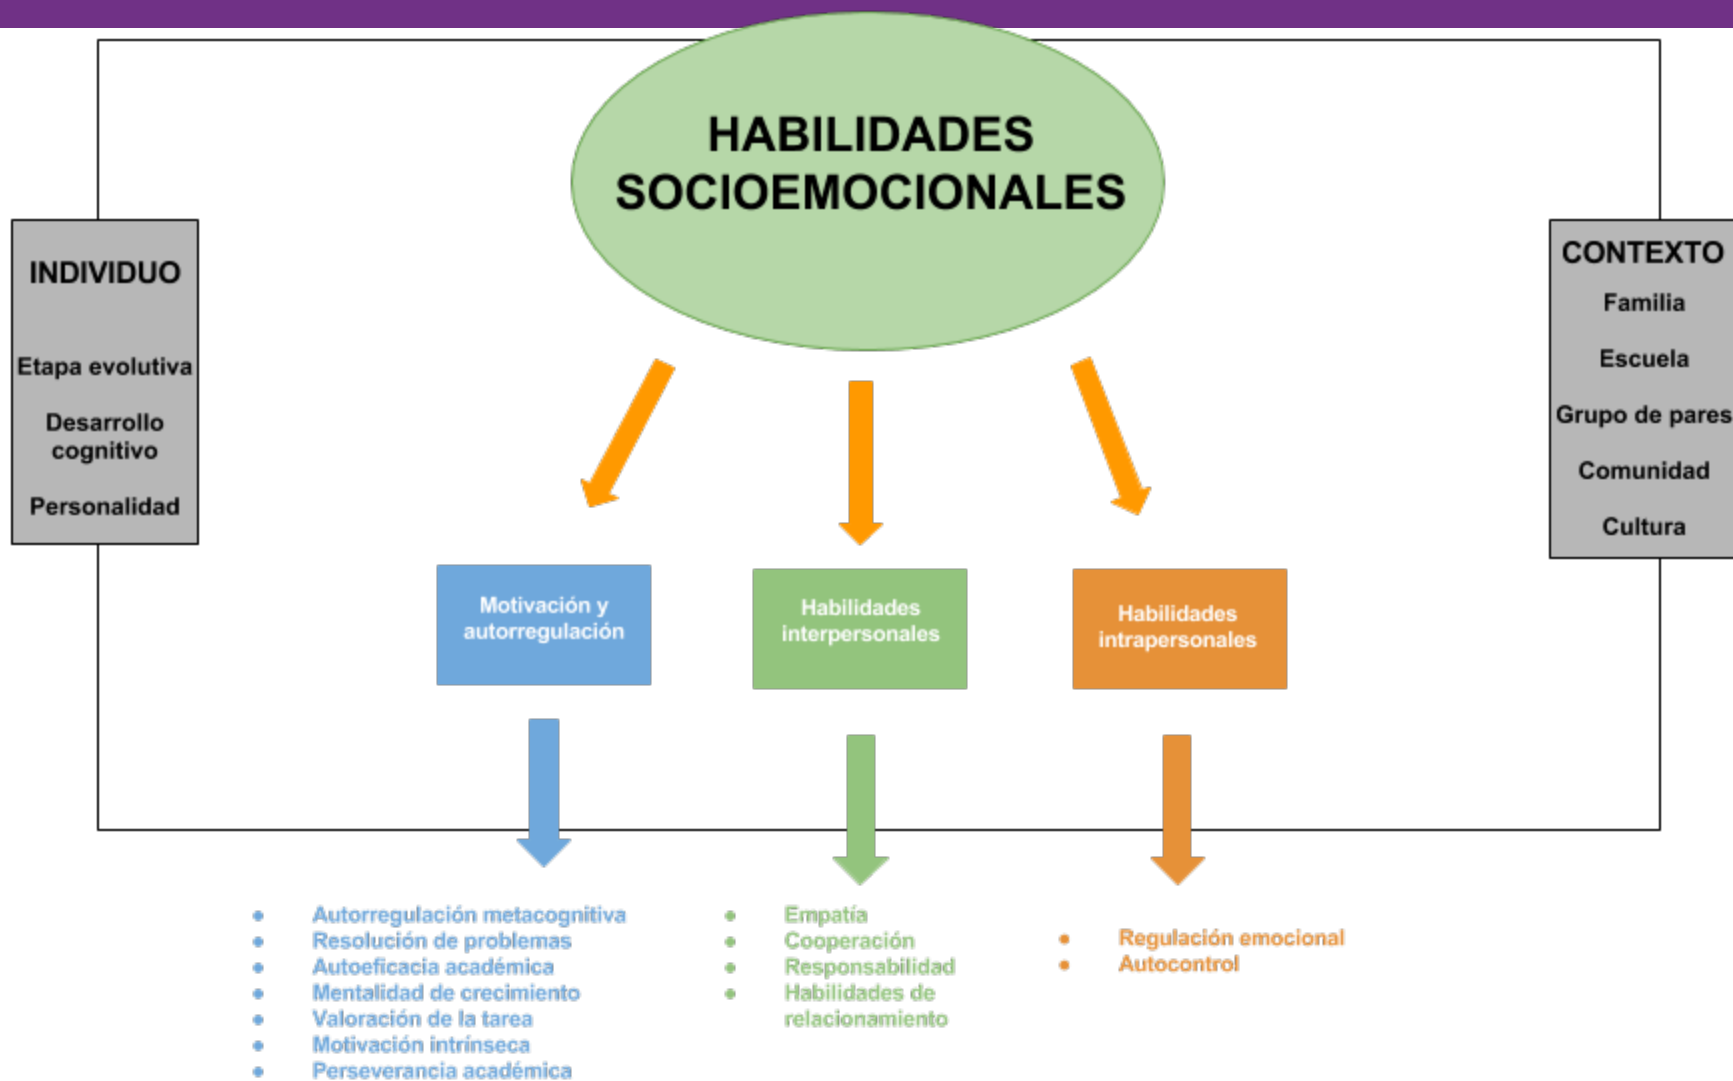 HABILIDADES
SOCIOEMOCIONALES
INDIVIDUO
Etapa evolutiva
Desarrollo
cognitivo
Personalidad
CONTEXTO
Familia
Escuela
Grupo de pares
Comunidad
Cultura
Motivación y
autorregulación
Habilidades
interpersonales
Habilidades
intrapersonales
Autorregulación metacognitiva
Resolución de problemas
Autoeficacia académica
Mentalidad de crecimiento
Valoración de la tarea
Motivación intrínseca
Perseverancia académica
Empatía
Cooperación
Responsabilidad
Habilidades de
relacionamiento
Regulación emocional
Autocontrol